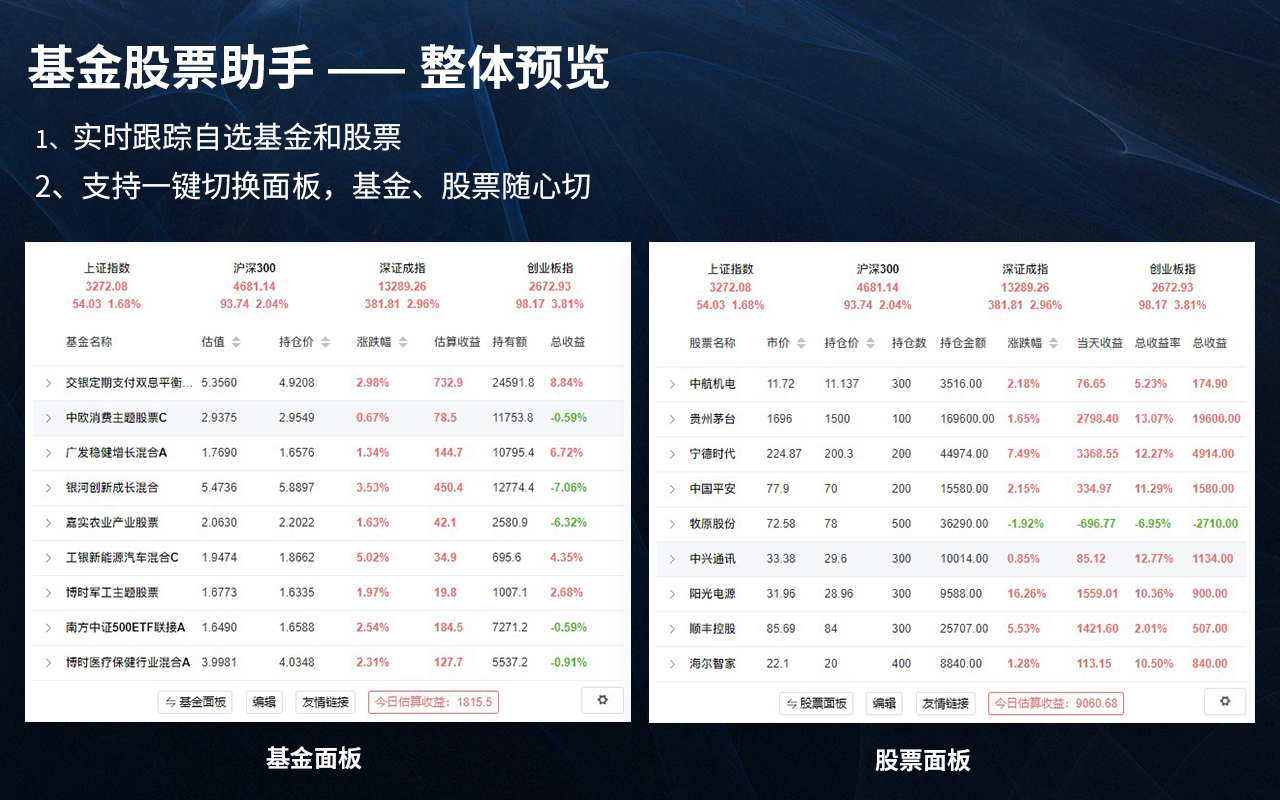 基金股票助手 —— 整体预览
1、实时跟踪自选基金和股票
2、支持一键切换面板，基金、股票随心切
上证指数 沪深300 深证成指 创业板指
3272.08 4681.14 13289.26 2672.93
54.03 1.68% 93.74 2.04% 381.81 2.96% 98.17 3.81%
基金名称 估值 持仓价 涨跌幅 估算收益 持有额 总收益
交银定期支付双息平衡... 5.3560 4.9208 2.98% 732.9 24591.8 8.84%
中欧消费主题股票C 2.9375 2.9549 0.67% 78.5 11753.8 -0.59%
广发稳健增长混合A 1.7690 1.6576 1.34% 144.7 10795.4 6.72%
银河创新成长混合 5.4736 5.8897 3.53% 450.4 12774.4 -7.06%
嘉实农业产业股票 2.0630 2.2022 1.63% 42.1 2580.9 -6.32%
工银新能源汽车混合C 1.9474 1.8662 5.02% 34.9 695.6 4.35%
博时军工主题股票 1.6773 1.6335 1.97% 19.8 1007.1 2.68%
南方中证500ETF联接A 1.6490 1.6588 2.54% 184.5 7271.2 -0.59%
博时医疗保健行业混合A 3.9981 4.0348 2.31% 127.7 5537.2 -0.91%
基金面板 编辑 友情链接 今日估算收益：1815.5
基金面板
上证指数 沪深300 深证成指 创业板指
3272.08 4681.14 13289.26 2672.93
54.03 1.68% 93.74 2.04% 381.81 2.96% 98.17 3.81%
股票名称 市价 持仓价 持仓数 持仓金额 涨跌幅 当天收益 总收益率 总收益
中航机电 11.72 11.137 300 3516.00 2.18% 76.65 5.23% 174.90
贵州茅台 1696 1500 100 169600.00 1.65% 2798.40 13.07% 19600.00
宁德时代 224.87 200.3 200 44974.00 7.49% 3368.55 12.27% 4914.00
中国平安 77.9 70 200 15580.00 2.15% 334.97 11.29% 1580.00
牧原股份 72.58 78 500 36290.00 -1.92% -696.77 -6.95% -2710.00
中兴通讯 33.38 29.6 300 10014.00 0.85% 85.12 12.77% 1134.00
阳光电源 31.96 28.96 300 9588.00 16.26% 1559.01 10.36% 900.00
顺丰控股 85.69 84 300 25707.00 5.53% 1421.60 2.01% 507.00
海尔智家 22.1 20 400 8840.00 1.28% 113.15 10.50% 840.00
股票面板 编辑 友情链接 今日估算收益：9060.68
股票面板